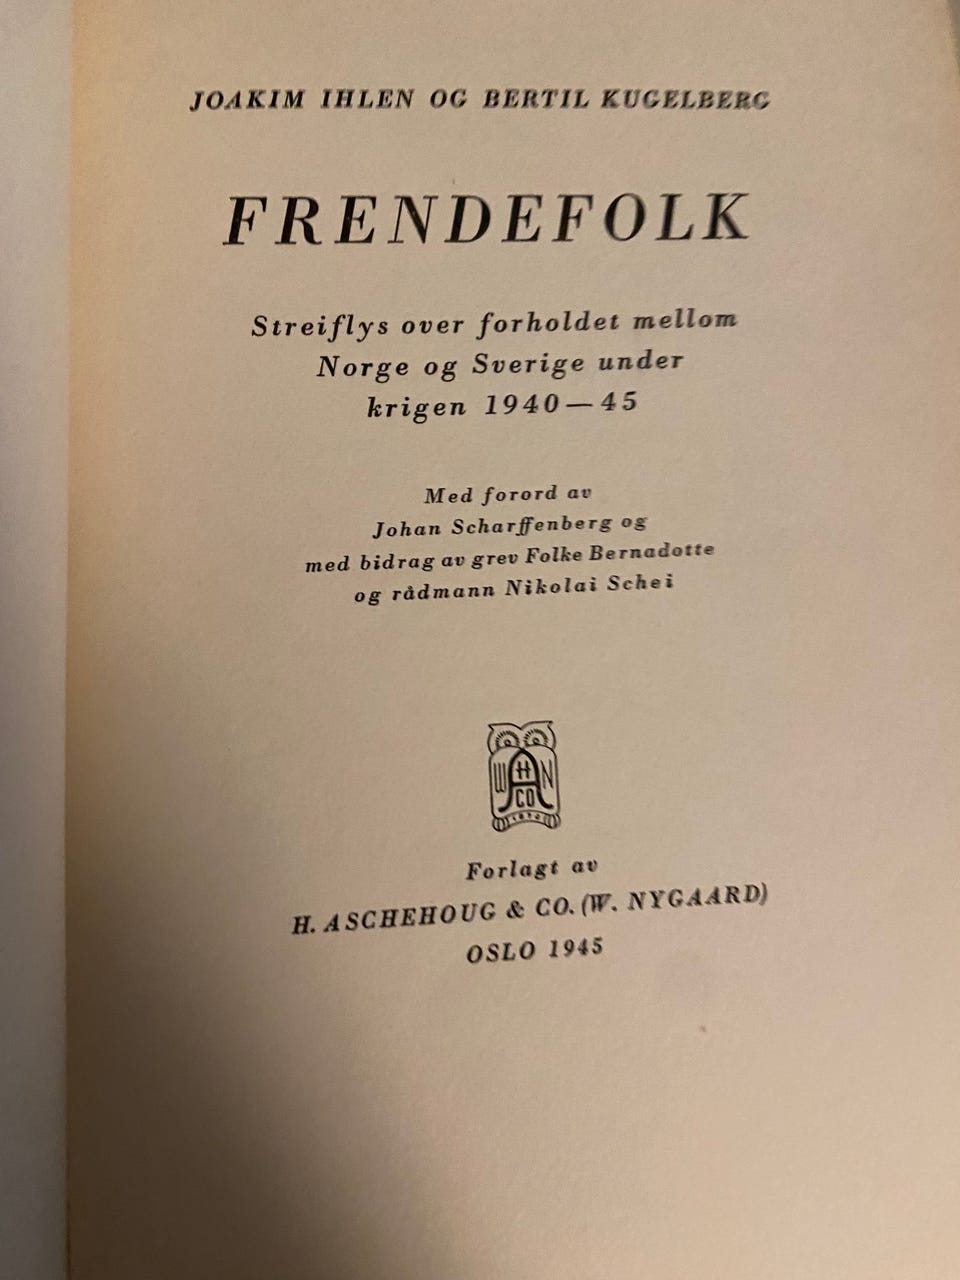 JOAKIM IHLEN OG BERTIL KUGELBERG
FRENDEFOLK
Streiflys over forholdet mellom
Norge og Sverige under
krigen 1940—45
Med forord av
Johan Scharffenberg og
med bidrag av grev Folke Bernadotte
og rådmann Nikolai Schei
W H N
A
CO
1872
Forlagt av
H. ASCHEHOUG & CO. (W. NYGAARD)
OSLO 1945